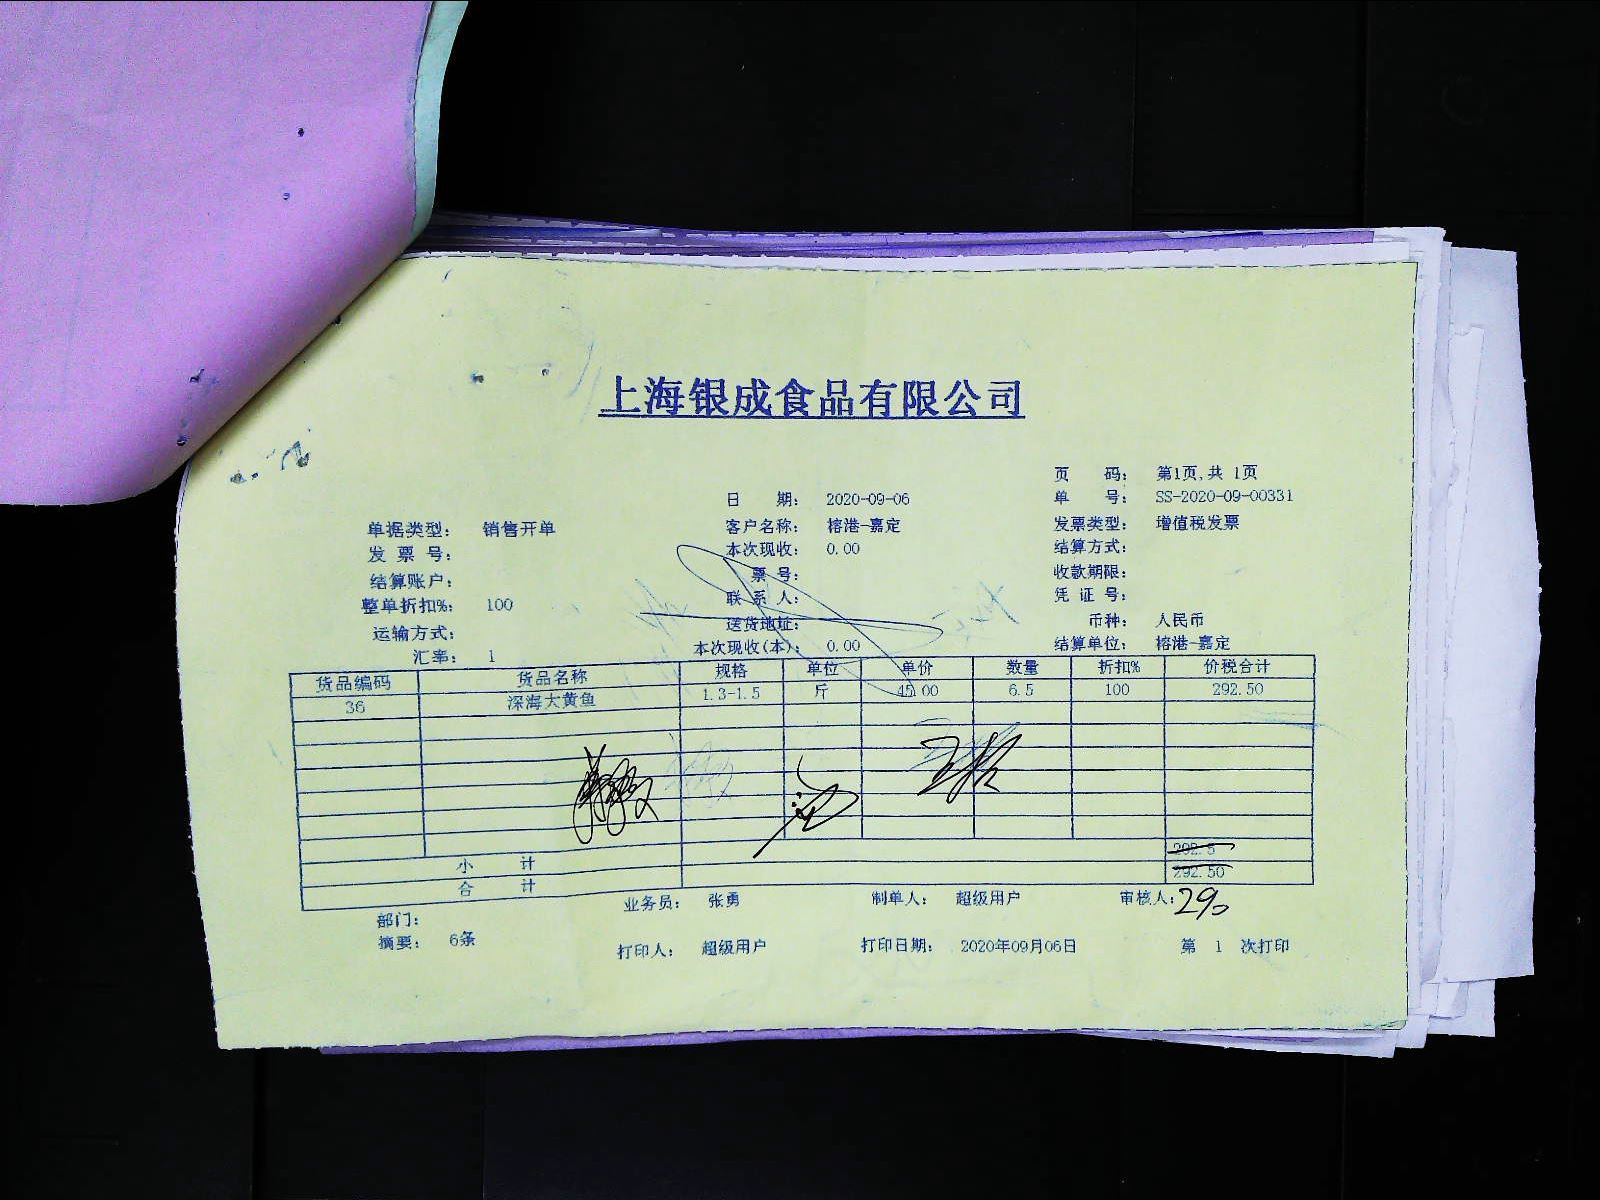 上海银成食品有限公司
页 码： 第1页,共 1页
日 期： 2020-09-06 单 号： SS-2020-09-00331
单据类型： 销售开单 客户名称： 榕港-嘉定 发票类型： 增值税发票
发 票 号： 本次现收： 0.00 结算方式：
结算账户： 票 号： 收款期限：
整单折扣%： 100 联 系 人： 凭 证 号：
运输方式： 送货地址： 币种： 人民币
汇率： 1 本次现收(本)： 0.00 结算单位： 榕港-嘉定
货品编码 货品名称 规格 单位 单价 数量 折扣% 价税合计
36 深海大黄鱼 1.3-1.5 斤 45.00 6.5 100 292.50
小 计 292.5
合 计 292.50
部门： 业务员： 张勇 制单人： 超级用户 审核人： 290
摘要： 6条 打印人： 超级用户 打印日期： 2020年09月06日 第 1 次打印